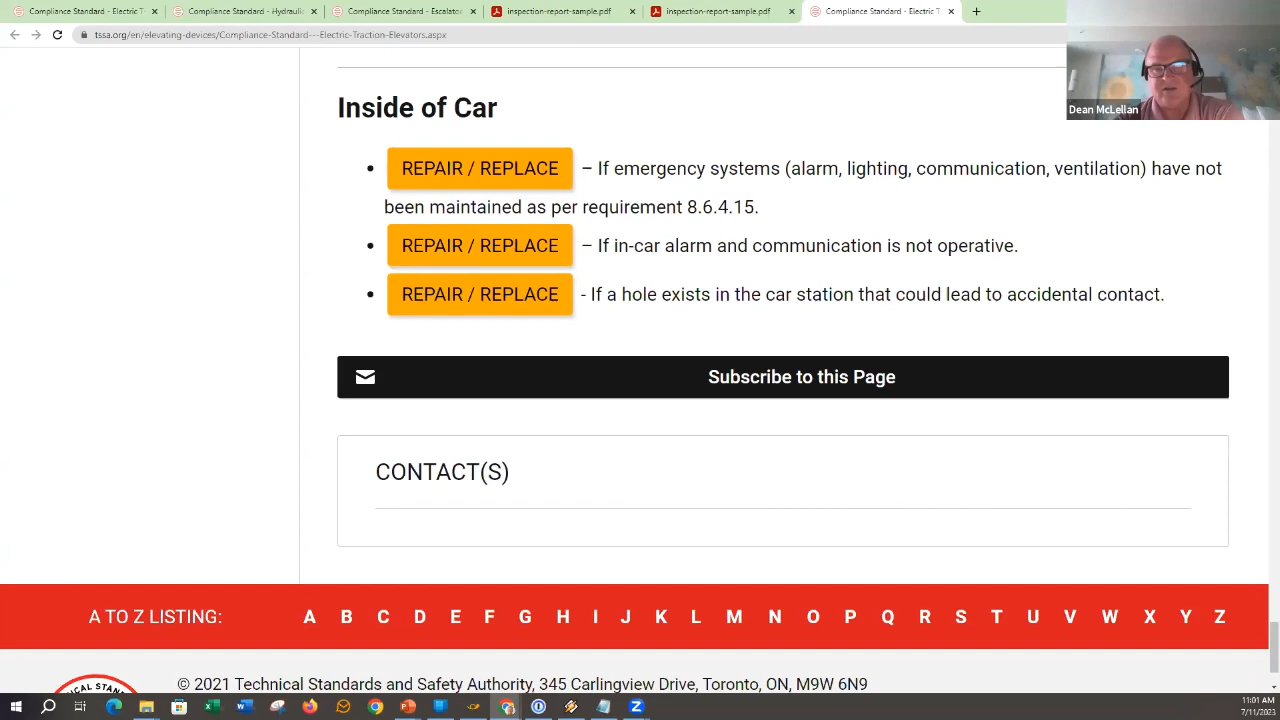 Compliance Standard - Electric T
Compliance Standard - Hydraulic
Compliance Standard - Escalator
inspection-report-sample.pdf
inspection-report-sample.pdf
Compliance Standard - Electric T
tssa.org/en/elevating-devices/Compliance-Standard---Electric-Traction-Elevators.aspx
Dean McLellan
Inside of Car
REPAIR / REPLACE – If emergency systems (alarm, lighting, communication, ventilation) have not
been maintained as per requirement 8.6.4.15.
REPAIR / REPLACE – If in-car alarm and communication is not operative.
REPAIR / REPLACE - If a hole exists in the car station that could lead to accidental contact.
Subscribe to this Page
CONTACT(S)
A TO Z LISTING: A B C D E F G H I J K L M N O P Q R S T U V W X Y Z
© 2021 Technical Standards and Safety Authority, 345 Carlingview Drive, Toronto, ON, M9W 6N9
11:01 AM
7/11/2023